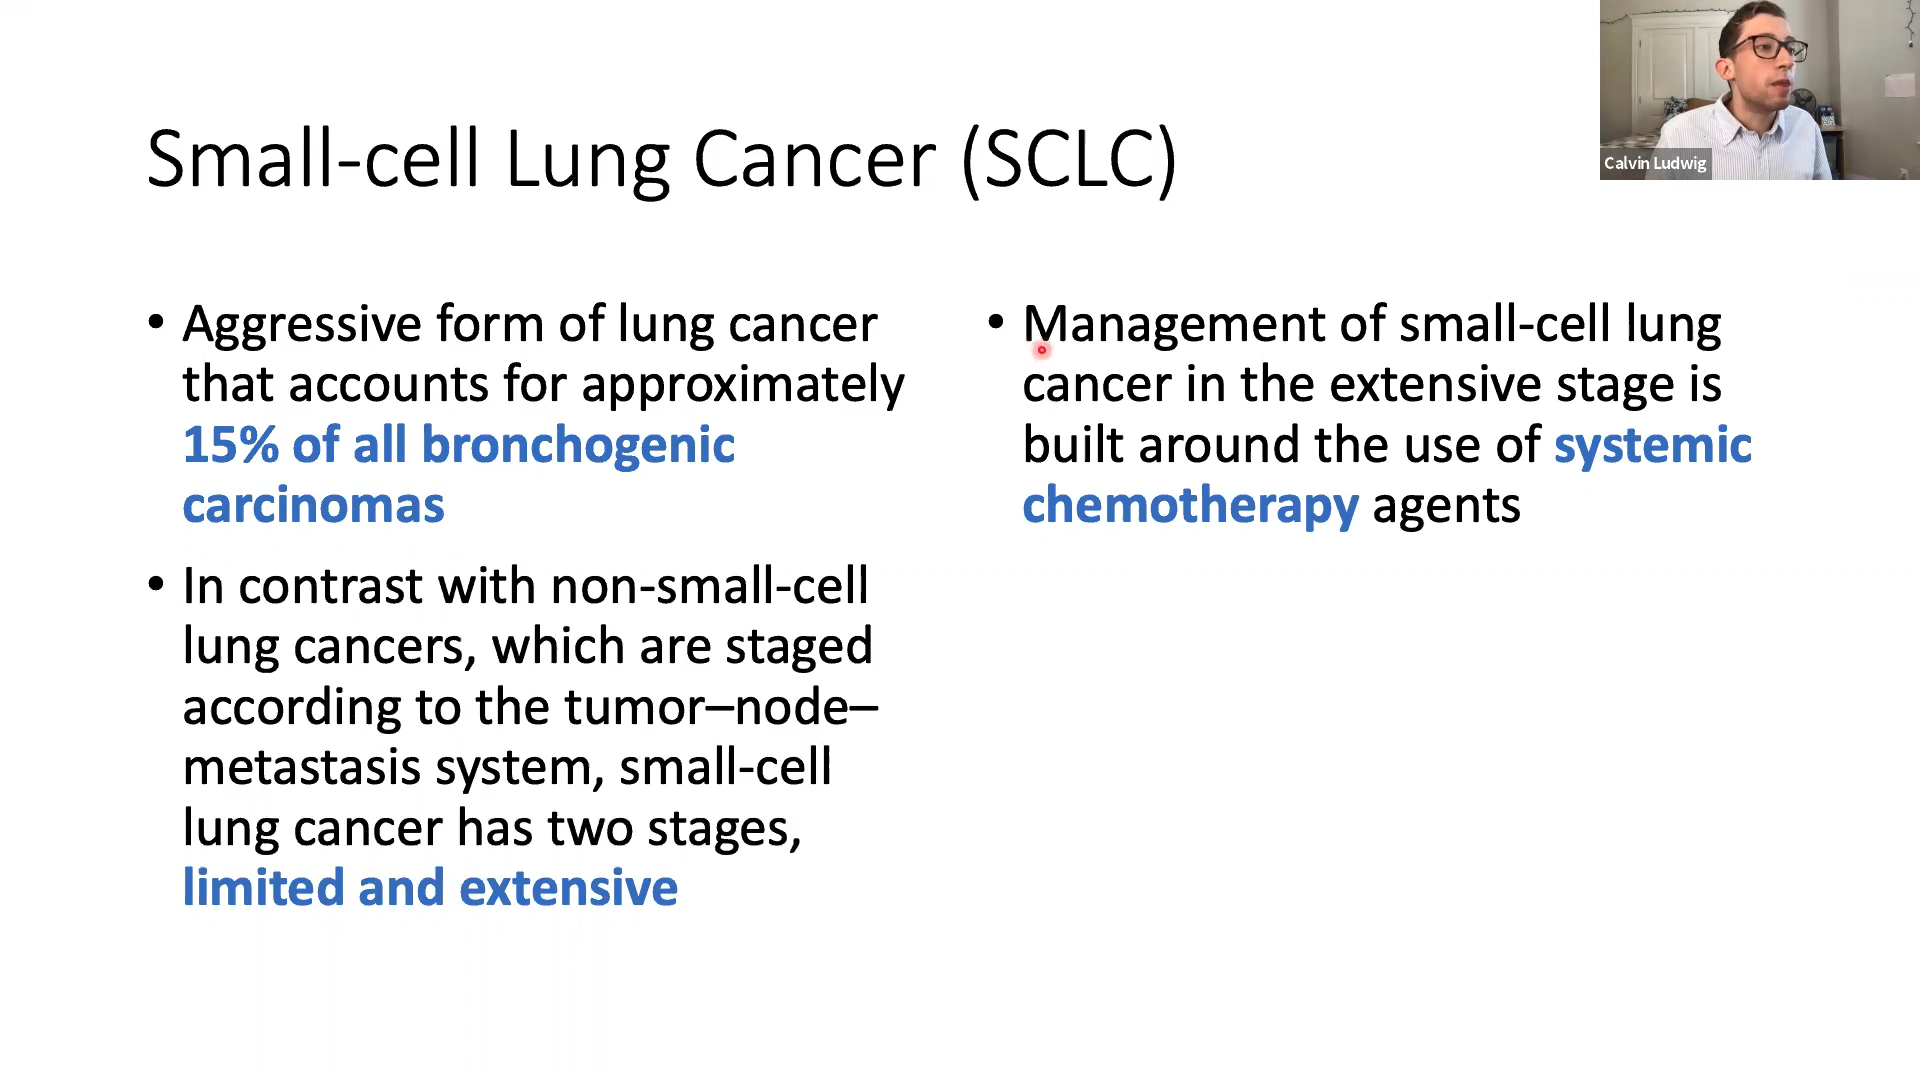 Small-cell Lung Cancer (SCLC)
Calvin Ludwig
• Aggressive form of lung cancer
that accounts for approximately
15% of all bronchogenic
carcinomas
• In contrast with non-small-cell
lung cancers, which are staged
according to the tumor–node–
metastasis system, small-cell
lung cancer has two stages,
limited and extensive
• Management of small-cell lung
cancer in the extensive stage is
built around the use of systemic
chemotherapy agents